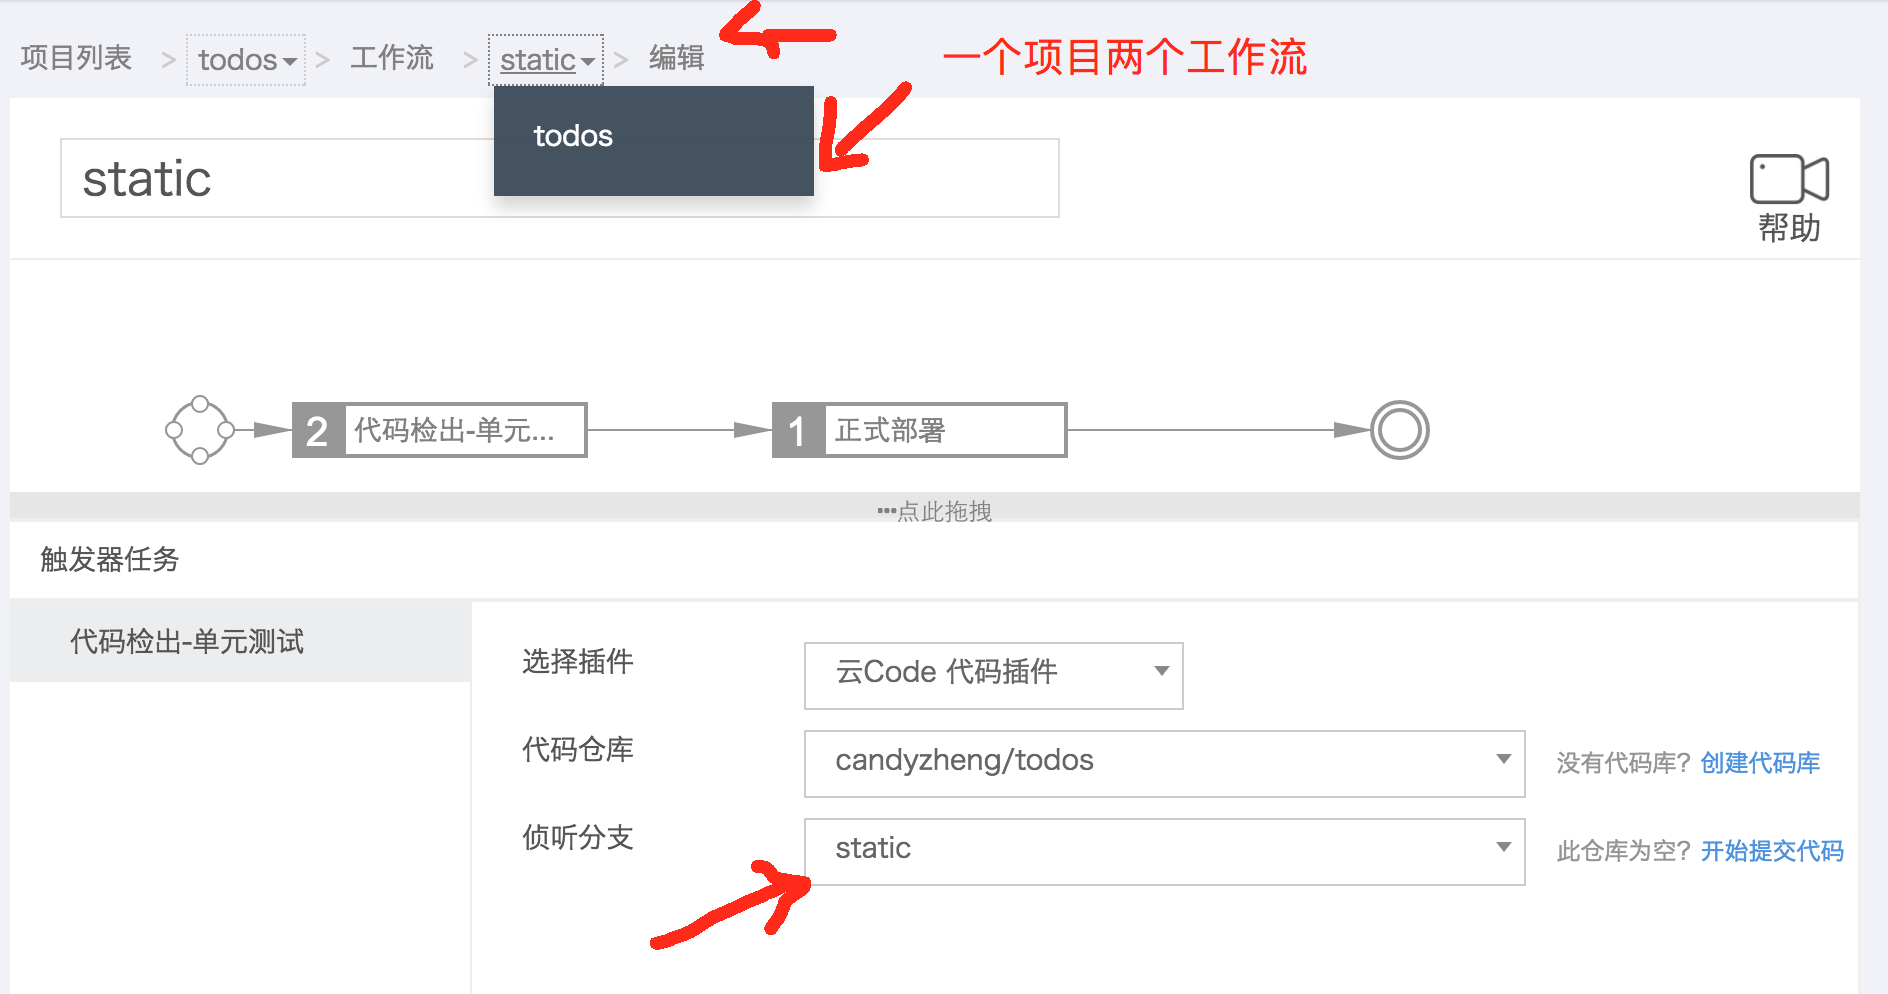 项目列表 > todos > 工作流 > static > 编辑
一个项目两个工作流
todos
static
帮助
2 代码检出-单元... 1 正式部署
•••点此拖拽
触发器任务
代码检出-单元测试
选择插件 云Code 代码插件
代码仓库 candyzheng/todos 没有代码库? 创建代码库
侦听分支 static 此仓库为空? 开始提交代码